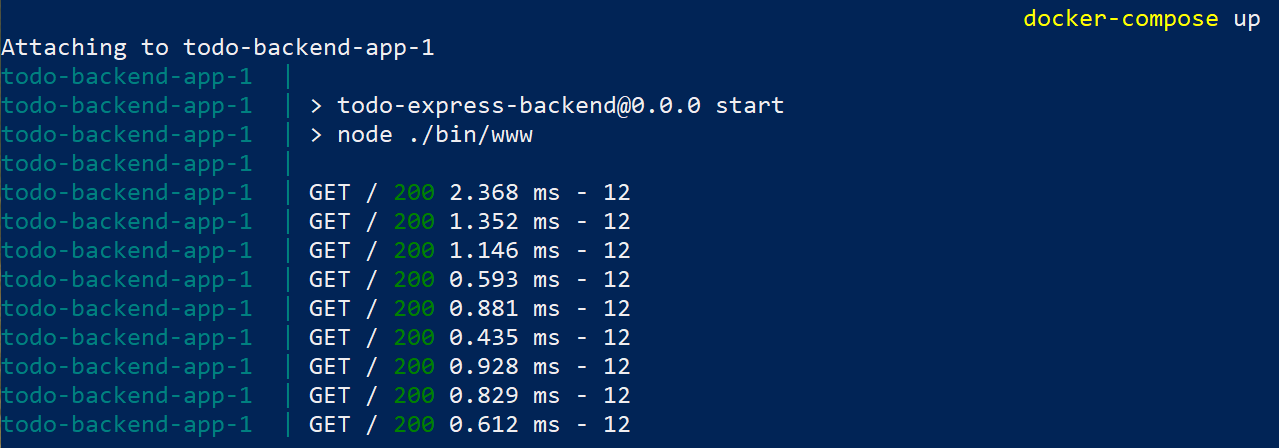 docker-compose up
Attaching to todo-backend-app-1
todo-backend-app-1 |
todo-backend-app-1 | > todo-express-backend@0.0.0 start
todo-backend-app-1 | > node ./bin/www
todo-backend-app-1 |
todo-backend-app-1 | GET / 200 2.368 ms - 12
todo-backend-app-1 | GET / 200 1.352 ms - 12
todo-backend-app-1 | GET / 200 1.146 ms - 12
todo-backend-app-1 | GET / 200 0.593 ms - 12
todo-backend-app-1 | GET / 200 0.881 ms - 12
todo-backend-app-1 | GET / 200 0.435 ms - 12
todo-backend-app-1 | GET / 200 0.928 ms - 12
todo-backend-app-1 | GET / 200 0.829 ms - 12
todo-backend-app-1 | GET / 200 0.612 ms - 12